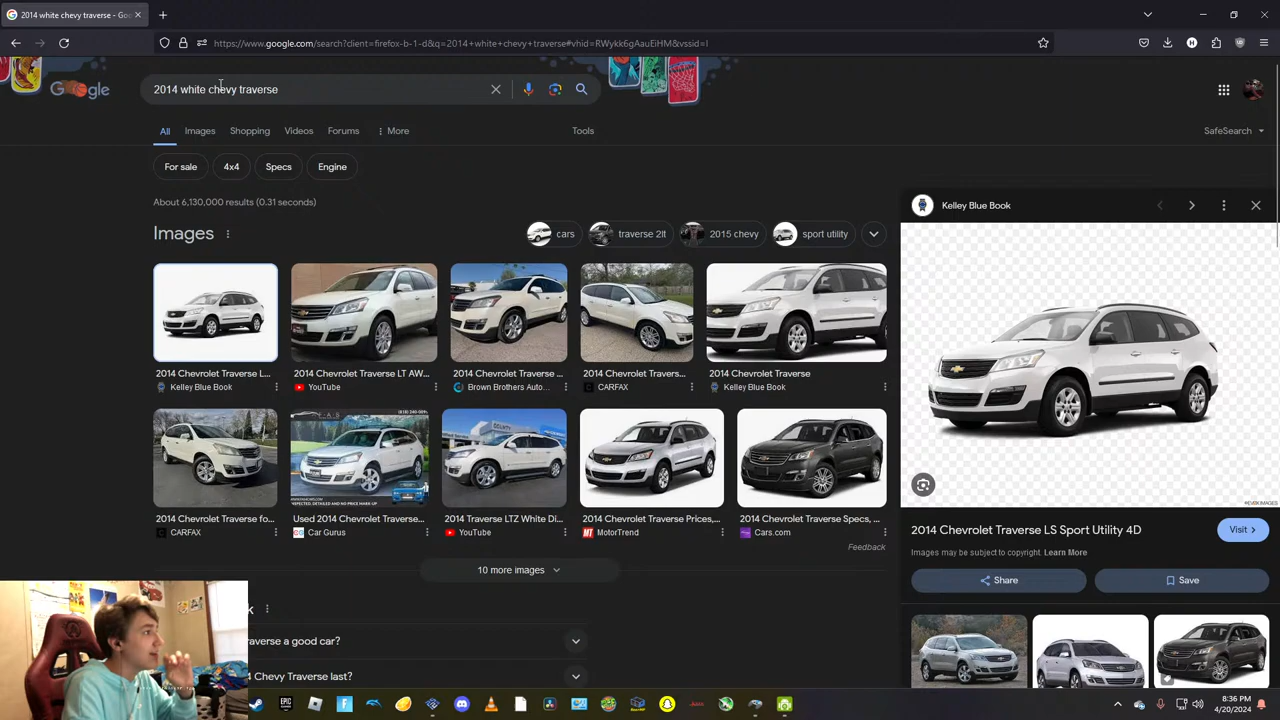 2014 white chevy traverse - Goo
https://www.google.com/search?client=firefox-b-1-d&q=2014+white+chevy+traverse#vhid=RWykk6gAauEiHM&vssid=l
Google
2014 white chevy traverse
All Images Shopping Videos Forums More Tools SafeSearch
For sale 4x4 Specs Engine
About 6,130,000 results (0.31 seconds)
Kelley Blue Book
Images cars traverse 2lt 2015 chevy sport utility
2014 Chevrolet Traverse L... 2014 Chevrolet Traverse LT AW... 2014 Chevrolet Traverse ... 2014 Chevrolet Travers... 2014 Chevrolet Traverse
Kelley Blue Book YouTube Brown Brothers Auto... CARFAX Kelley Blue Book
2014 Chevrolet Traverse fo... Used 2014 Chevrolet Traverse... 2014 Traverse LTZ White Di... 2014 Chevrolet Traverse Prices,... 2014 Chevrolet Traverse Specs, ...
CARFAX Car Gurus YouTube MotorTrend Cars.com
Feedback
10 more images
2014 Chevrolet Traverse LS Sport Utility 4D Visit
Images may be subject to copyright. Learn More
Share Save
k
raverse a good car?
Chevy Traverse last?
8:36 PM
4/20/2024